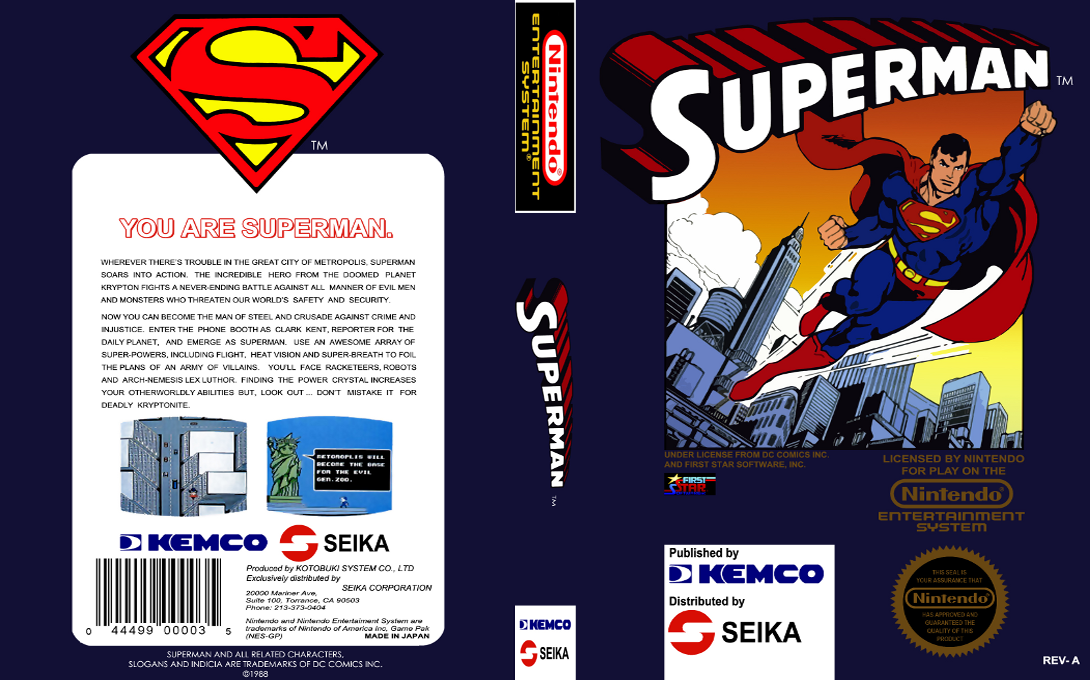 TM
YOU ARE SUPERMAN.
WHEREVER THERE'S TROUBLE IN THE GREAT CITY OF METROPOLIS, SUPERMAN
SOARS INTO ACTION. THE INCREDIBLE HERO FROM THE DOOMED PLANET
KRYPTON FIGHTS A NEVER-ENDING BATTLE AGAINST ALL MANNER OF EVIL MEN
AND MONSTERS WHO THREATEN OUR WORLD'S SAFETY AND SECURITY.
NOW YOU CAN BECOME THE MAN OF STEEL AND CRUSADE AGAINST CRIME AND
INJUSTICE. ENTER THE PHONE BOOTH AS CLARK KENT, REPORTER FOR THE
DAILY PLANET, AND EMERGE AS SUPERMAN. USE AN AWESOME ARRAY OF
SUPER-POWERS, INCLUDING FLIGHT, HEAT VISION AND SUPER-BREATH TO FOIL
THE PLANS OF AN ARMY OF VILLAINS. YOU'LL FACE RACKETEERS, ROBOTS
AND ARCH-NEMESIS LEX LUTHOR. FINDING THE POWER CRYSTAL INCREASES
YOUR OTHERWORLDLY ABILITIES BUT, LOOK OUT ... DON'T MISTAKE IT FOR
DEADLY KRYPTONITE.
METROPOLIS WILL
BECOME THE BASE
FOR THE EVIL
GEN.ZOD.
KEMCO SEIKA
Produced by KOTOBUKI SYSTEM CO., LTD
Exclusively distributed by
SEIKA CORPORATION
20000 Mariner Ave,
Suite 100, Torrance, CA 90503
Phone: 213-373-0404
Nintendo and Nintendo Entertainment System are
trademarks of Nintendo of America inc. Game Pak
(NES-GP) MADE IN JAPAN
0 44499 00003 5
SUPERMAN AND ALL RELATED CHARACTERS,
SLOGANS AND INDICIA ARE TRADEMARKS OF DC COMICS INC.
©1988
Nintendo®
ENTERTAINMENT
SYSTEM®
SUPERMAN
TM
KEMCO
SEIKA
SUPERMAN TM
UNDER LICENSE FROM DC COMICS INC.
AND FIRST STAR SOFTWARE, INC.
FIRST
STAR
LICENSED BY NINTENDO
FOR PLAY ON THE
Nintendo®
ENTERTAINMENT
SYSTEM
Published by
KEMCO
Distributed by
SEIKA
THIS SEAL IS
YOUR ASSURANCE THAT
Nintendo
HAS APPROVED AND
GUARANTEED THE
QUALITY OF THIS
PRODUCT
REV- A